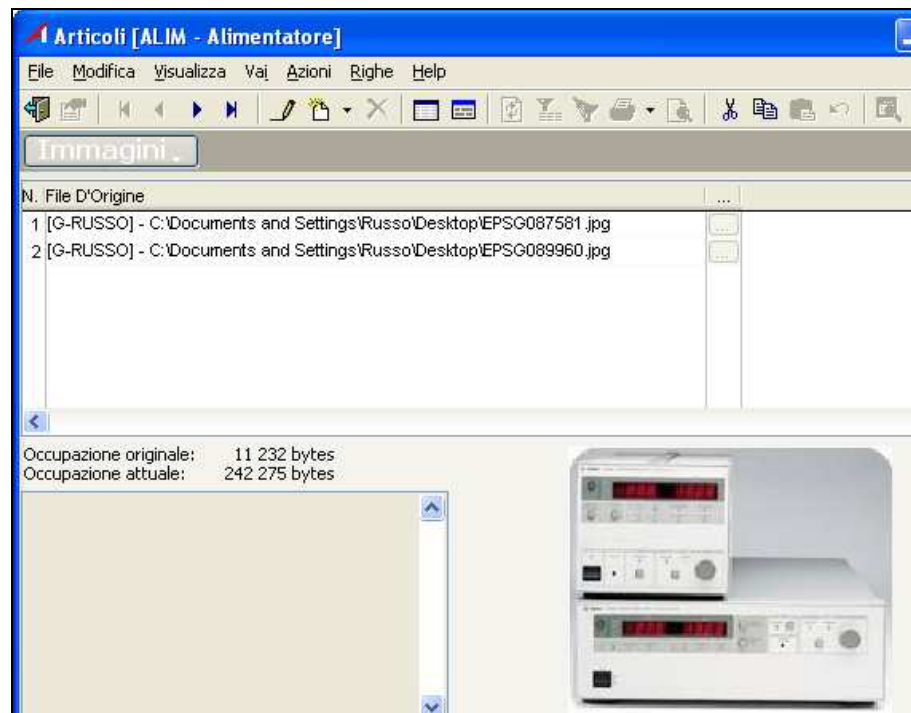 Articoli [ALIM - Alimentatore]
File Modifica Visualizza Vai Azioni Righe Help
Immagini.
N. File D'Origine ...
1 [G-RUSSO] - C:\Documents and Settings\Russo\Desktop\EPSG087581.jpg ...
2 [G-RUSSO] - C:\Documents and Settings\Russo\Desktop\EPSG089960.jpg ...
Occupazione originale: 11 232 bytes
Occupazione attuale: 242 275 bytes